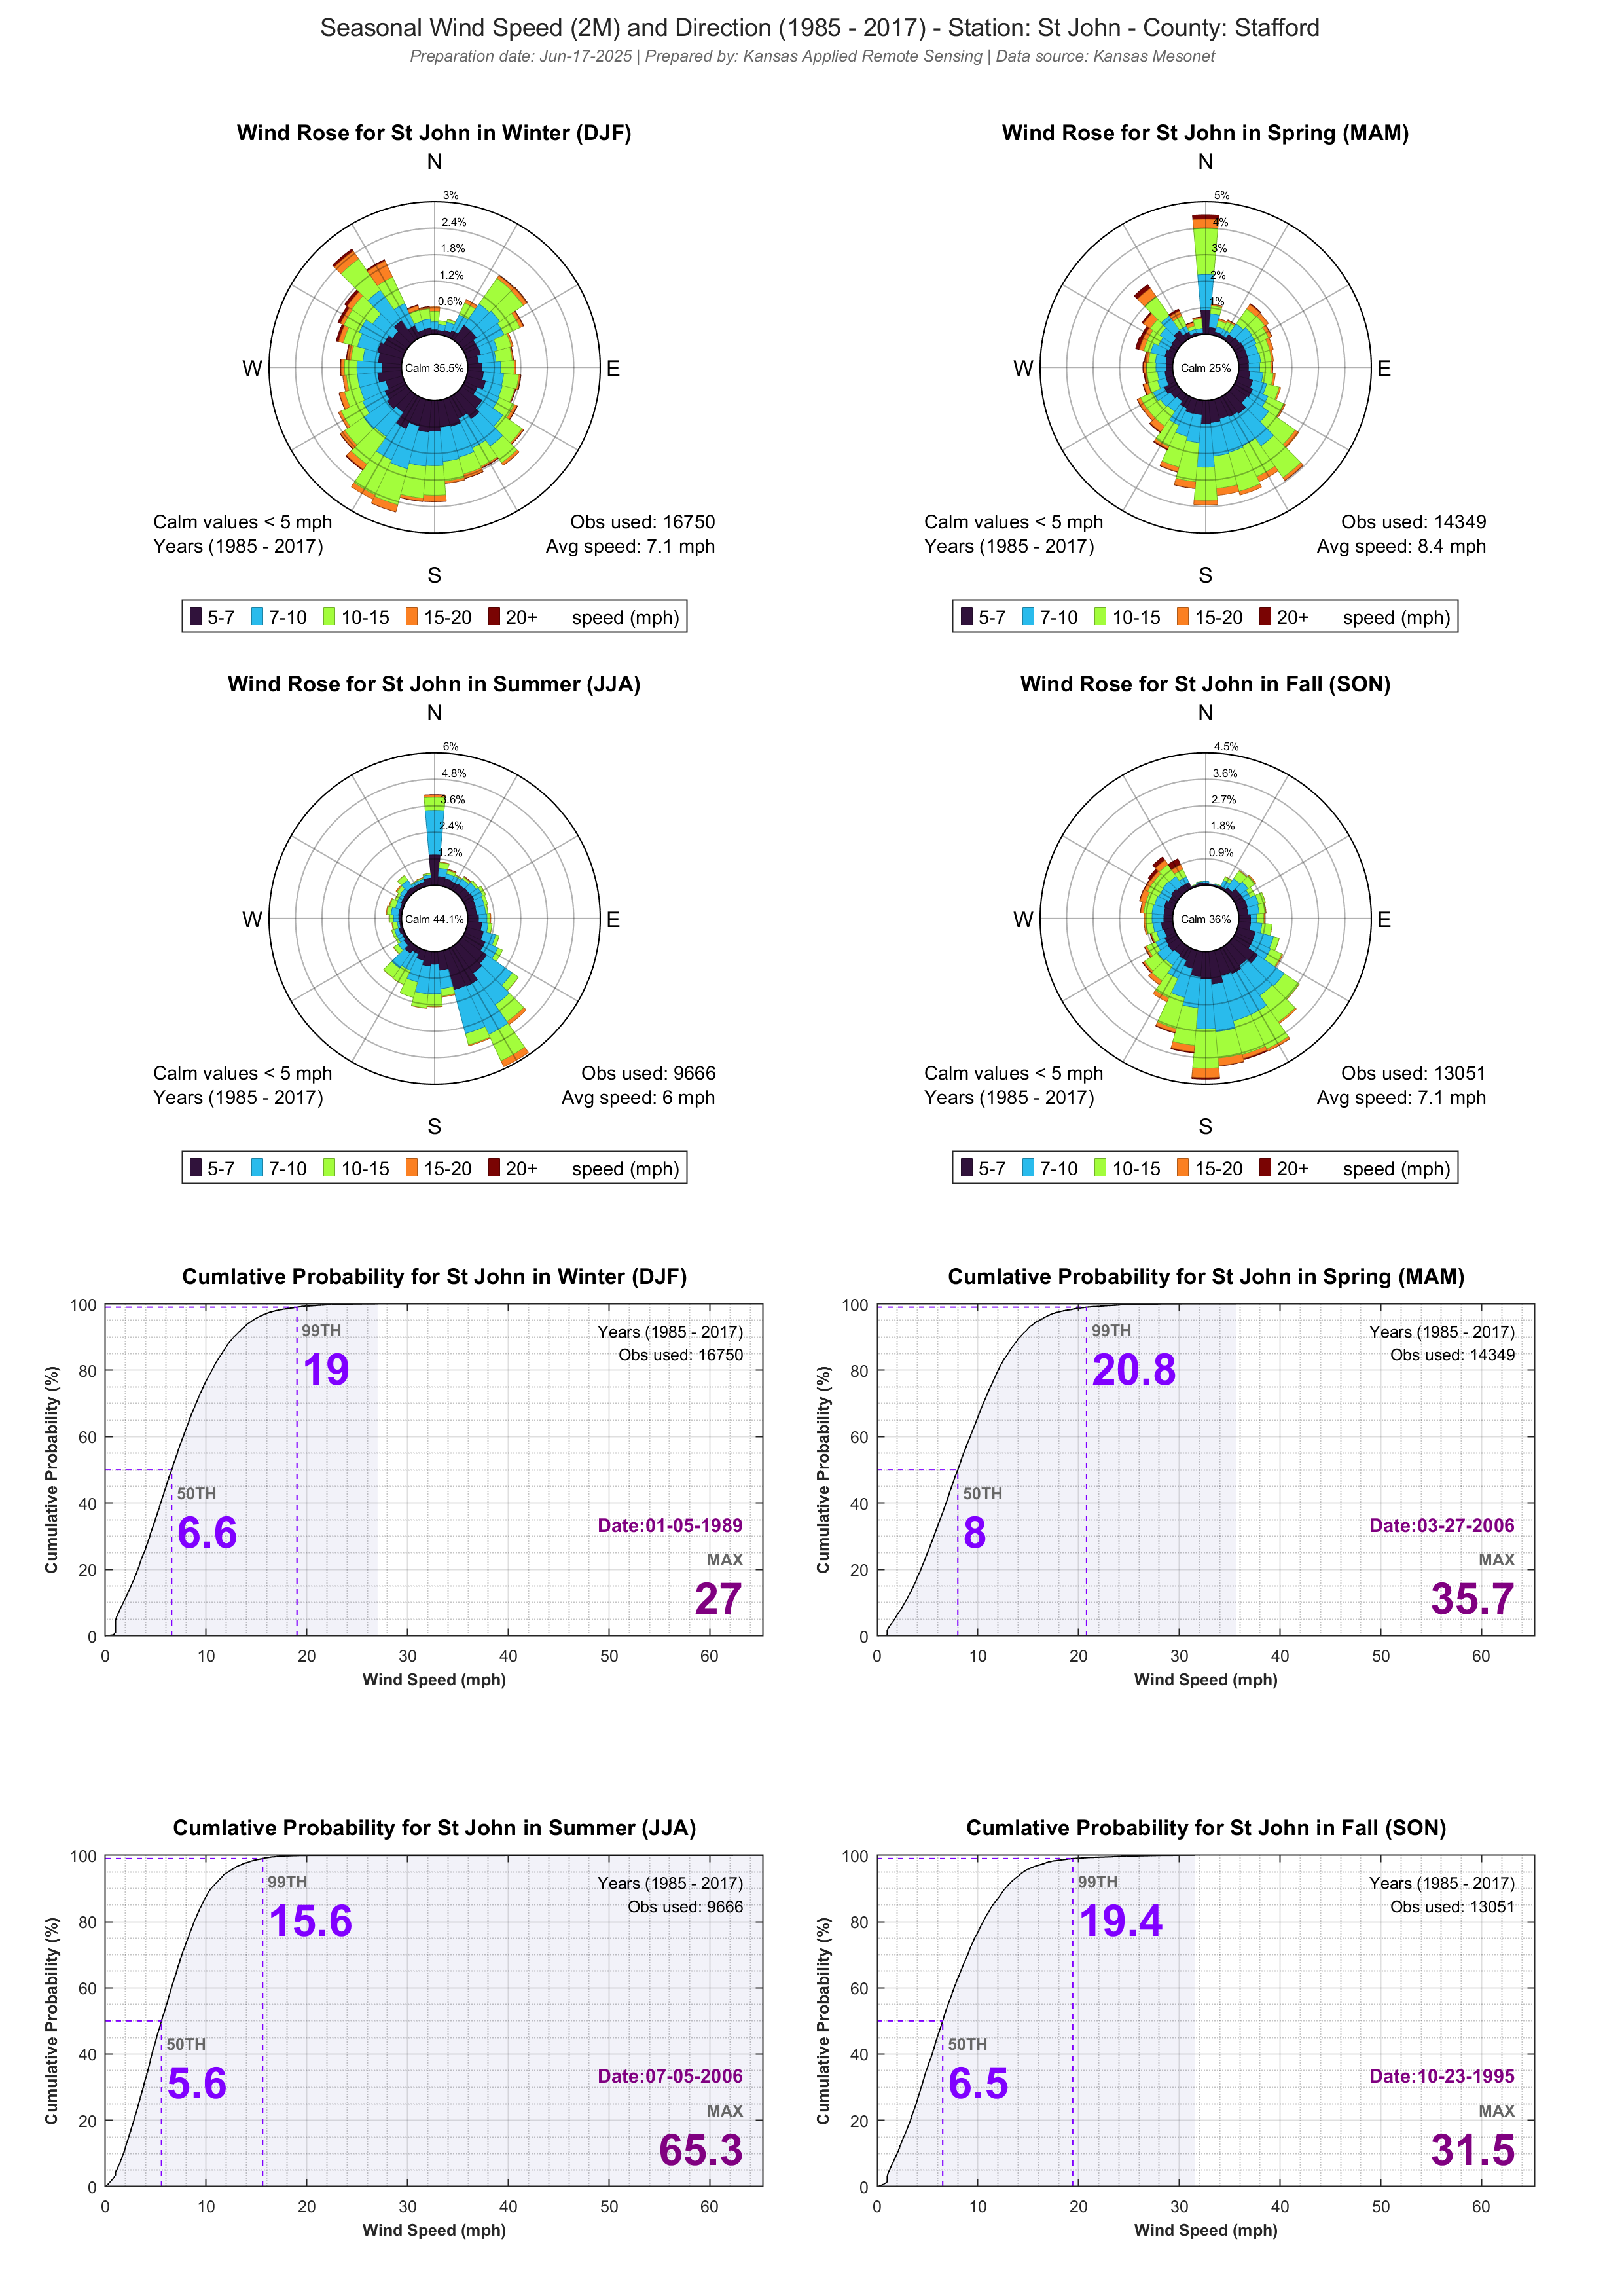 Seasonal Wind Speed (2M) and Direction (1985 - 2017) - Station: St John - County: Stafford
Preparation date: Jun-17-2025 | Prepared by: Kansas Applied Remote Sensing | Data source: Kansas Mesonet
Wind Rose for St John in Winter (DJF)
N
3%
2.4%
1.8%
1.2%
0.6%
W
Calm 35.5%
E
Calm values < 5 mph
Years (1985 - 2017)
Obs used: 16750
Avg speed: 7.1 mph
S
5-7 7-10 10-15 15-20 20+ speed (mph)
Wind Rose for St John in Spring (MAM)
N
5%
4%
3%
2%
1%
W
Calm 25%
E
Calm values < 5 mph
Years (1985 - 2017)
Obs used: 14349
Avg speed: 8.4 mph
S
5-7 7-10 10-15 15-20 20+ speed (mph)
Wind Rose for St John in Summer (JJA)
N
6%
4.8%
3.6%
2.4%
1.2%
W
Calm 44.1%
E
Calm values < 5 mph
Years (1985 - 2017)
Obs used: 9666
Avg speed: 6 mph
S
5-7 7-10 10-15 15-20 20+ speed (mph)
Wind Rose for St John in Fall (SON)
N
4.5%
3.6%
2.7%
1.8%
0.9%
W
Calm 36%
E
Calm values < 5 mph
Years (1985 - 2017)
Obs used: 13051
Avg speed: 7.1 mph
S
5-7 7-10 10-15 15-20 20+ speed (mph)
Cumlative Probability for St John in Winter (DJF)
Cumulative Probability (%)
100
80
60
40
20
0
99TH
19
Years (1985 - 2017)
Obs used: 16750
50TH
6.6
Date:01-05-1989
MAX
27
0 10 20 30 40 50 60
Wind Speed (mph)
Cumlative Probability for St John in Spring (MAM)
Cumulative Probability (%)
100
80
60
40
20
0
99TH
20.8
Years (1985 - 2017)
Obs used: 14349
50TH
8
Date:03-27-2006
MAX
35.7
0 10 20 30 40 50 60
Wind Speed (mph)
Cumlative Probability for St John in Summer (JJA)
Cumulative Probability (%)
100
80
60
40
20
0
99TH
15.6
Years (1985 - 2017)
Obs used: 9666
50TH
5.6
Date:07-05-2006
MAX
65.3
0 10 20 30 40 50 60
Wind Speed (mph)
Cumlative Probability for St John in Fall (SON)
Cumulative Probability (%)
100
80
60
40
20
0
99TH
19.4
Years (1985 - 2017)
Obs used: 13051
50TH
6.5
Date:10-23-1995
MAX
31.5
0 10 20 30 40 50 60
Wind Speed (mph)